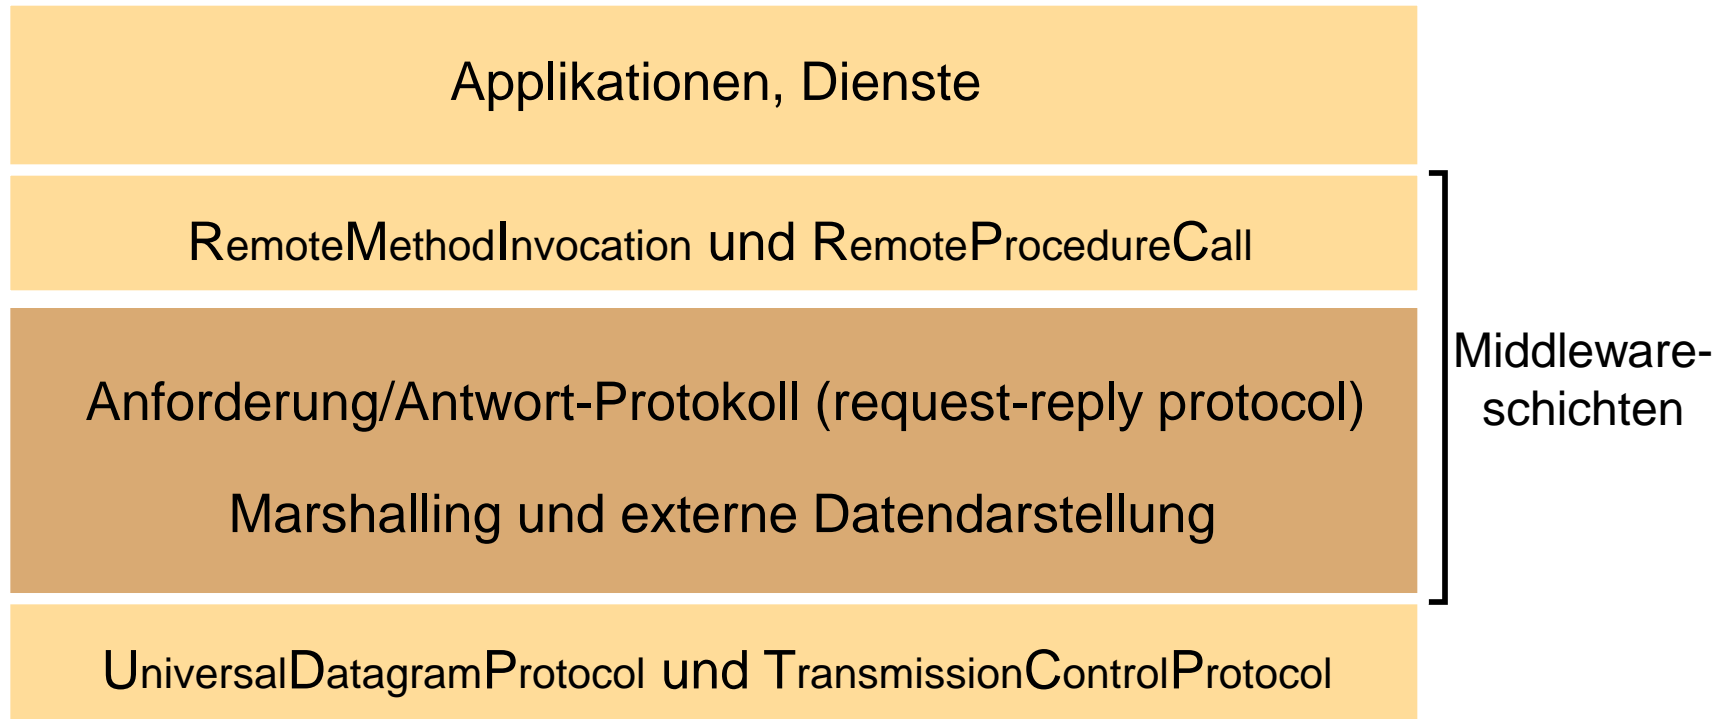 Applikationen, Dienste
RemoteMethodInvocation und RemoteProcedureCall
Anforderung/Antwort-Protokoll (request-reply protocol)
Marshalling und externe Datendarstellung
Middleware-
schichten
UniversalDatagramProtocol und TransmissionControlProtocol